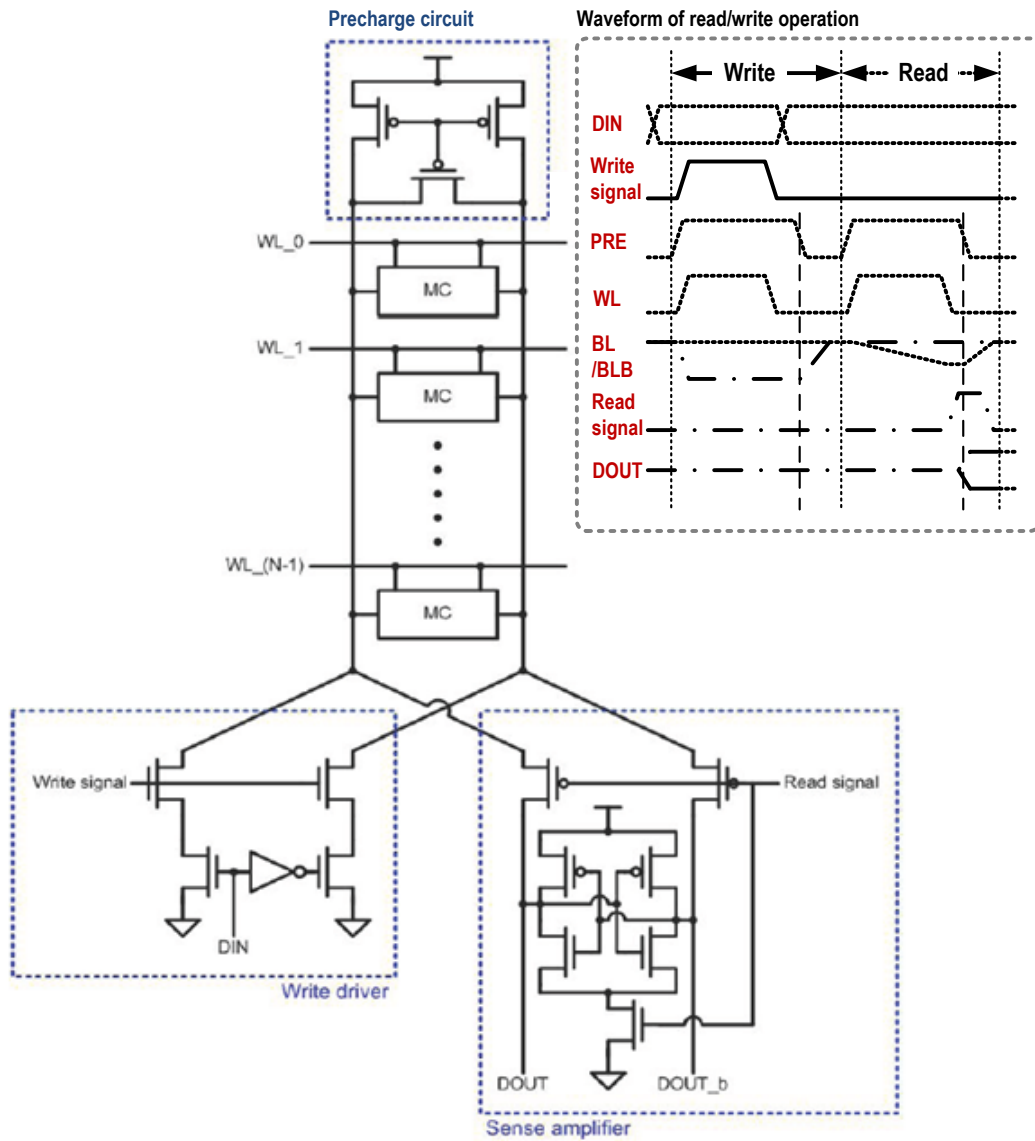 Precharge circuit
Waveform of read/write operation
Write
Read
DIN
Write
signal
PRE
WL
BL
/BLB
Read
signal
DOUT
WL_0
MC
WL_1
MC
WL_(N-1)
MC
Write signal
DIN
Write driver
Read signal
DOUT
DOUT_b
Sense amplifier